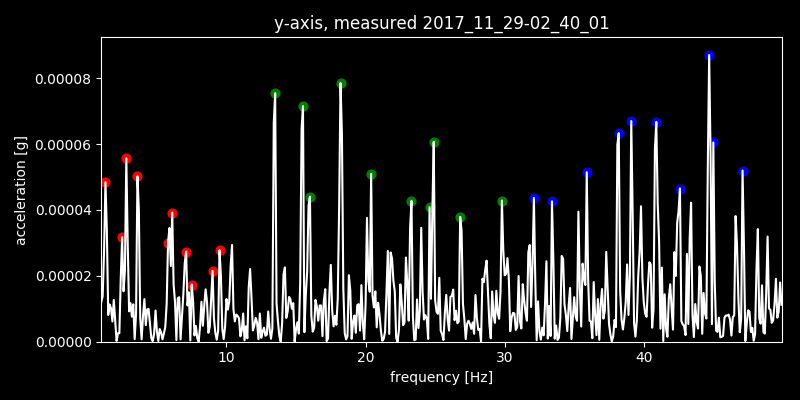 y-axis, measured 2017_11_29-02_40_01
0.00008
0.00006
0.00004
0.00002
0.00000
acceleration [g]
10 20 30 40
frequency [Hz]